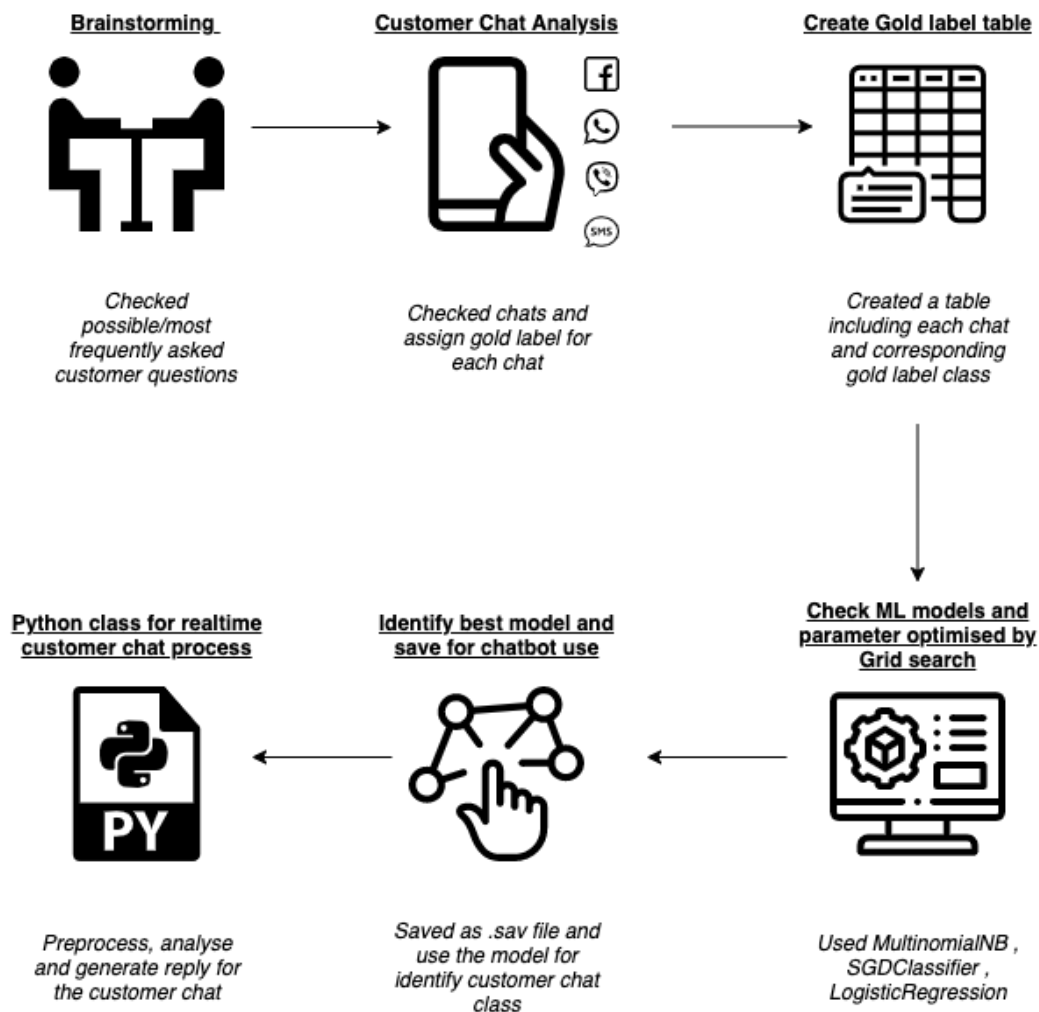 Brainstorming
Checked
possible/most
frequently asked
customer questions
Customer Chat Analysis
SMS
Checked chats and
assign gold label for
each chat
Create Gold label table
Created a table
including each chat
and corresponding
gold label class
Check ML models and
parameter optimised by
Grid search
Used MultinomialNB ,
SGDClassifier ,
LogisticRegression
Identify best model and
save for chatbot use
Saved as .sav file and
use the model for
identify customer chat
class
Python class for realtime
customer chat process
PY
Preprocess, analyse
and generate reply for
the customer chat